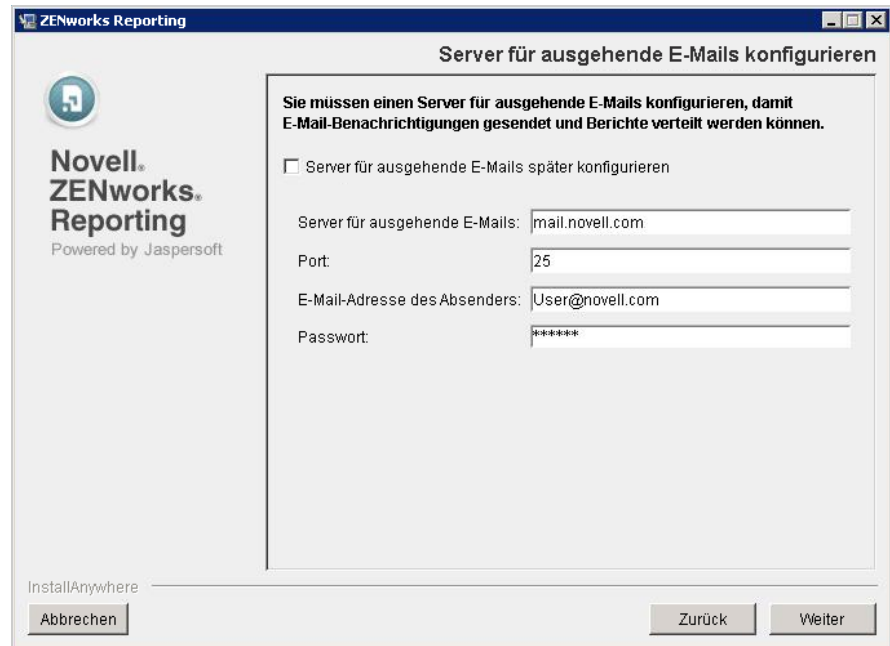 ZENworks Reporting
Server für ausgehende E-Mails konfigurieren
Novell®
ZENworks®
Reporting
Powered by Jaspersoft
Sie müssen einen Server für ausgehende E-Mails konfigurieren, damit
E-Mail-Benachrichtigungen gesendet und Berichte verteilt werden können.
Server für ausgehende E-Mails später konfigurieren
Server für ausgehende E-Mails: mail.novell.com
Port: 25
E-Mail-Adresse des Absenders: User@novell.com
Passwort: ******
InstallAnywhere
Abbrechen Zurück Weiter